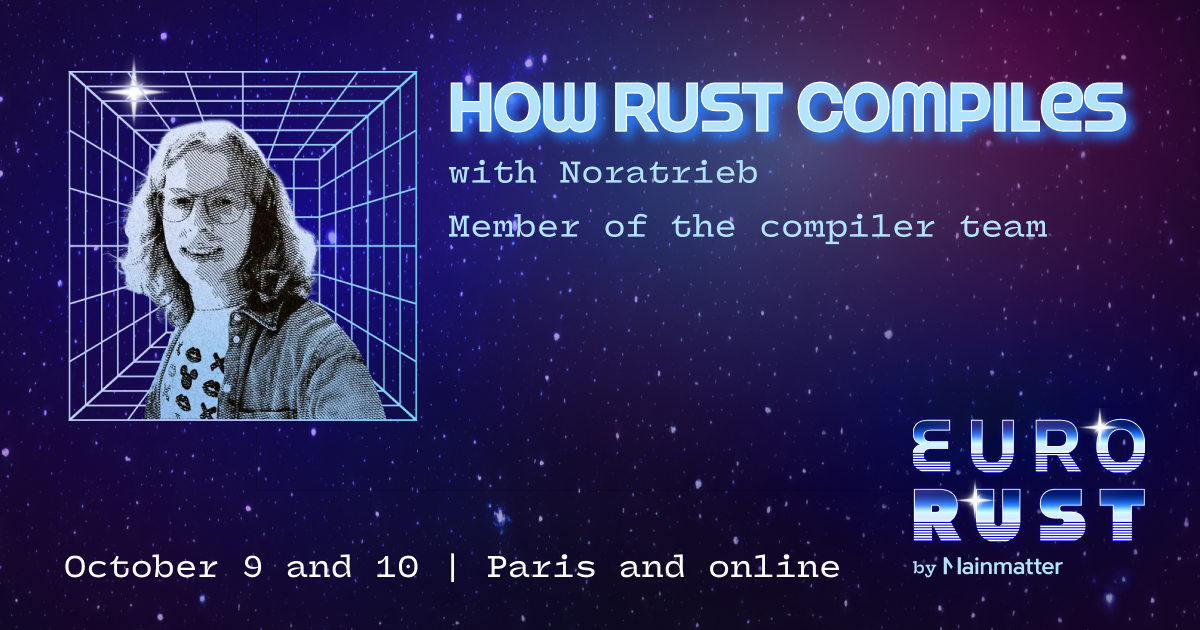 HOW RUST COMPILES
with Noratrieb
Member of the compiler team
EURO
RUST
by Mainmatter
October 9 and 10 | Paris and online